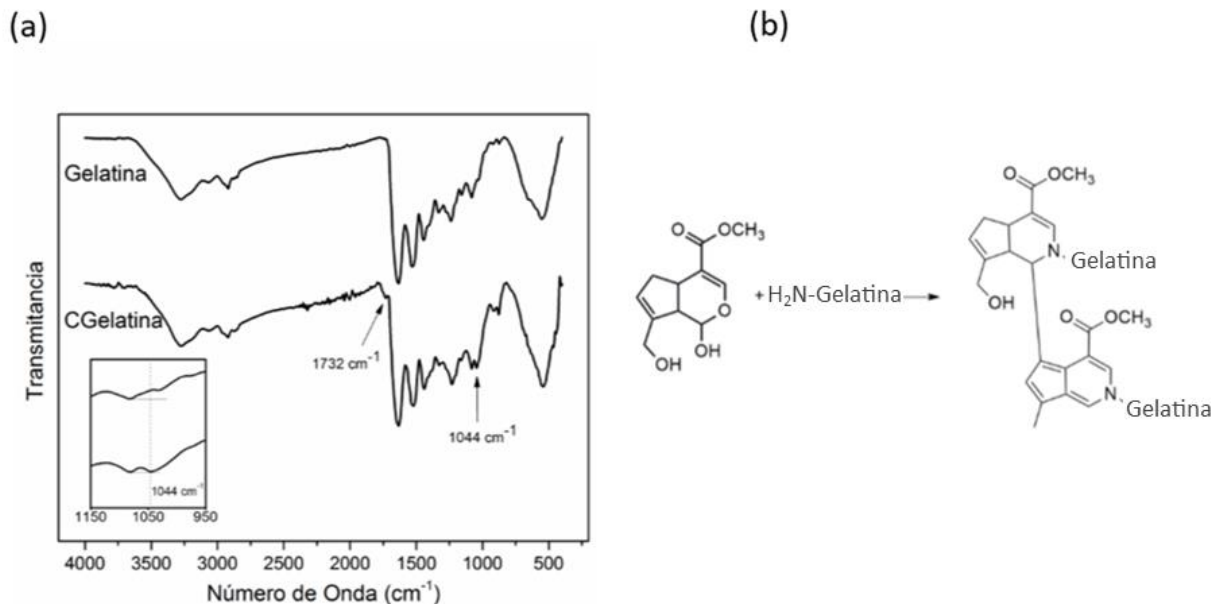 (a)
(b)
Gelatina
CGelatina
1732 cm⁻¹
1044 cm⁻¹
1044 cm⁻¹
1150 1050 950
4000 3500 3000 2500 2000 1500 1000 500
Número de Onda (cm⁻¹)
Transmitancia
O OCH₃
O
OH OH
+ H₂N-Gelatina
O OCH₃
N Gelatina
OH
O OCH₃
N Gelatina